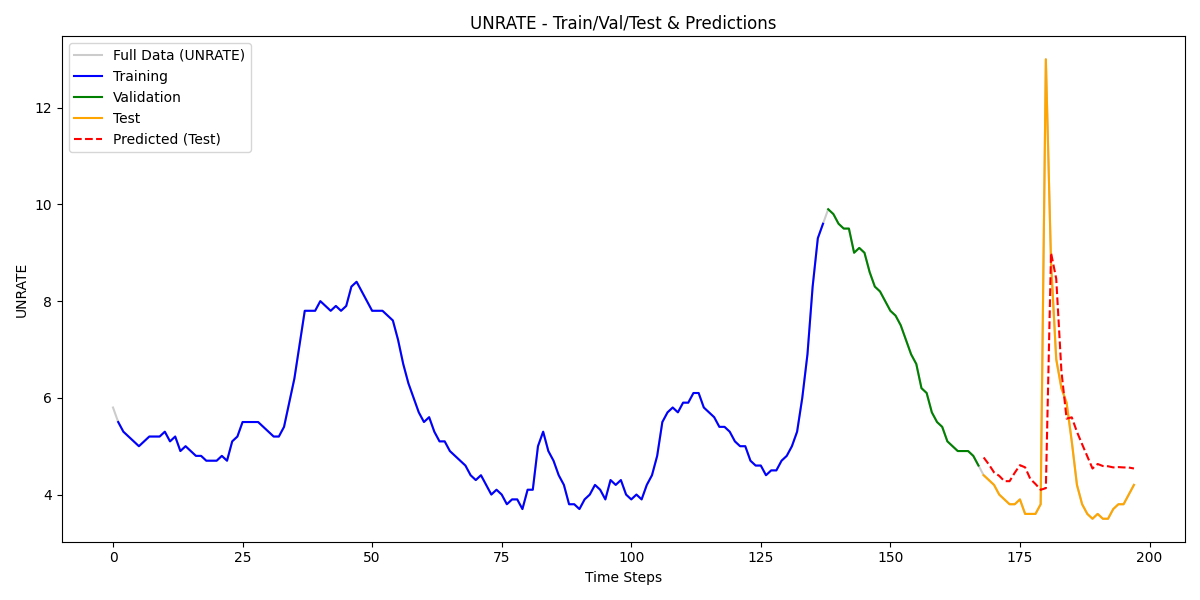 UNRATE - Train/Val/Test & Predictions
Full Data (UNRATE)
Training
Validation
Test
Predicted (Test)
12
10
8
6
4
UNRATE
0 25 50 75 100 125 150 175 200
Time Steps